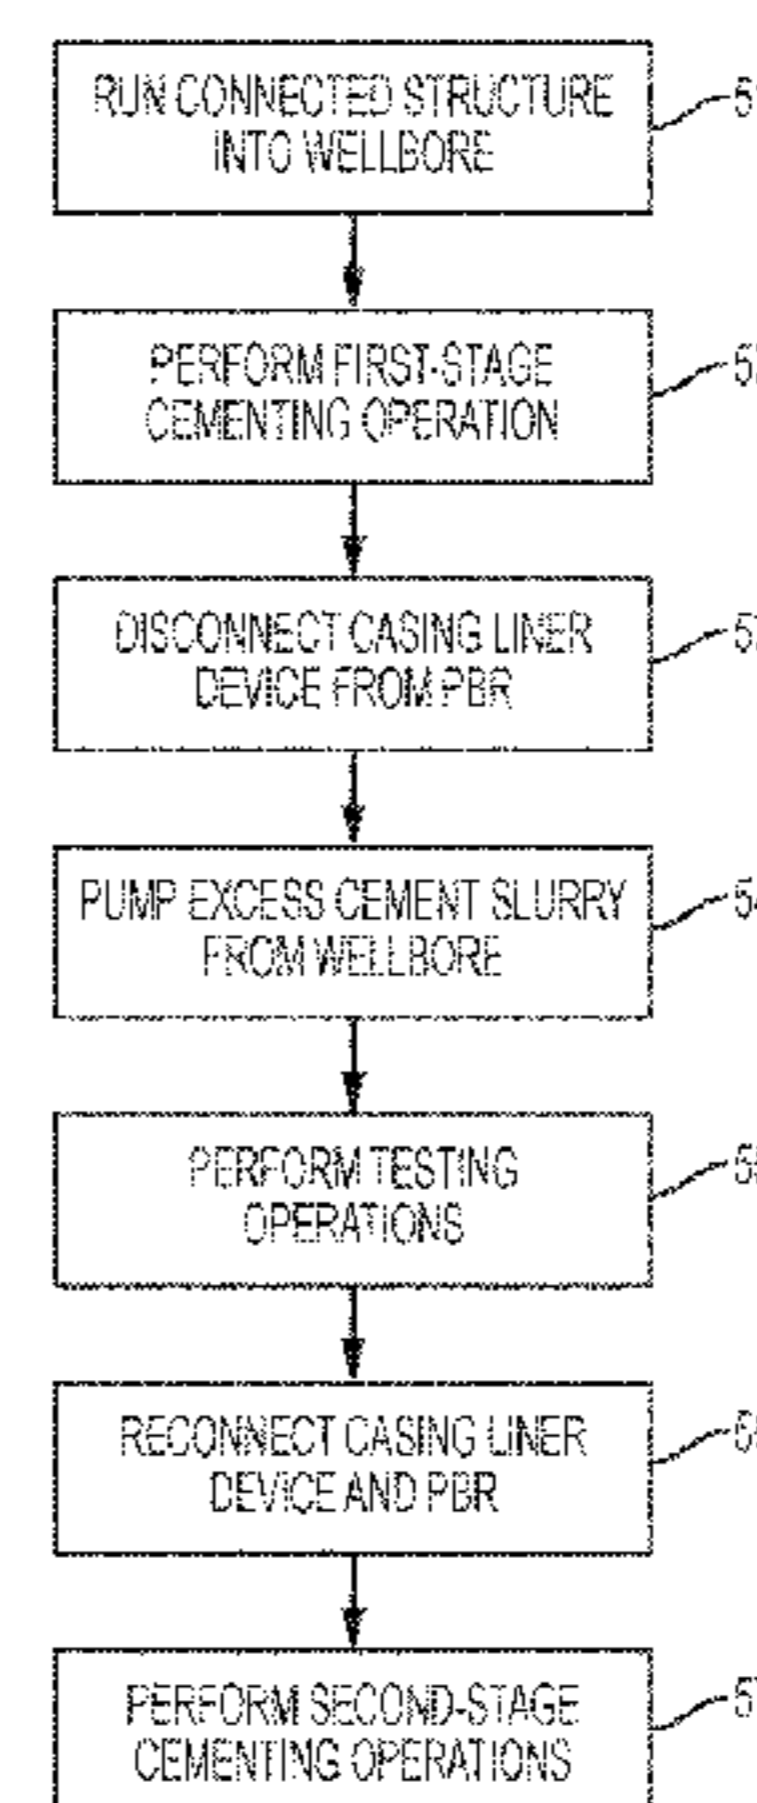 RUN CONNECTED STRUCTURE
INTO WELLBORE
PERFORM FIRST-STAGE
CEMENTING OPERATION
DISCONNECT CASING LINER
DEVICE FROM PBR
PUMP EXCESS CEMENT SLURRY
FROM WELLBORE
PERFORM TESTING
OPERATIONS
RECONNECT CASING LINER
DEVICE AND PBR
PERFORM SECOND-STAGE
CEMENTING OPERATIONS